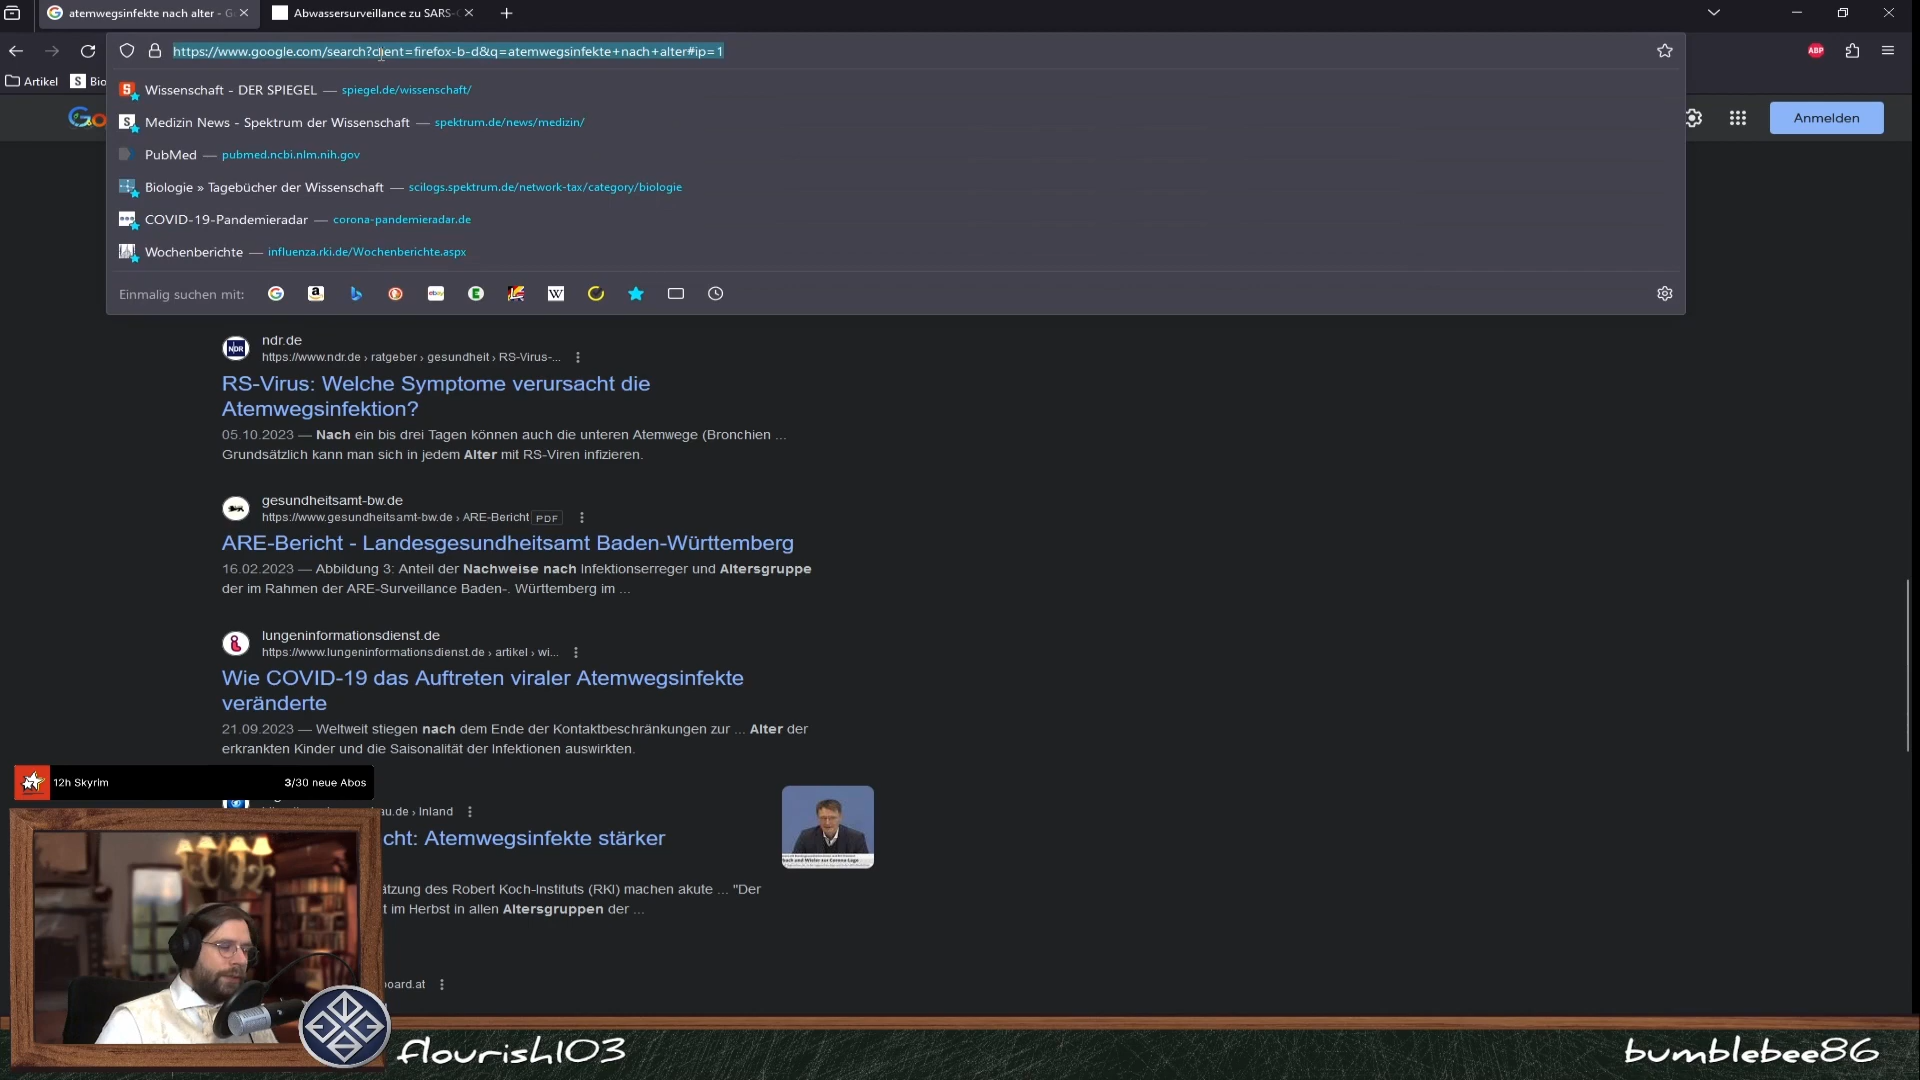 atemwegsinfekte nach alter - G
Abwassersurveillance zu SARS-
https://www.google.com/search?client=firefox-b-d&q=atemwegsinfekte+nach+alter#ip=1
ABP
Artikel
S Bio
Wissenschaft - DER SPIEGEL — spiegel.de/wissenschaft/
Medizin News - Spektrum der Wissenschaft — spektrum.de/news/medizin/
PubMed — pubmed.ncbi.nlm.nih.gov
Biologie » Tagebücher der Wissenschaft — scilogs.spektrum.de/network-tax/category/biologie
COVID-19-Pandemieradar — corona-pandemieradar.de
Wochenberichte — influenza.rki.de/Wochenberichte.aspx
Einmalig suchen mit:
Go
Anmelden
NDR
ndr.de
https://www.ndr.de › ratgeber › gesundheit › RS-Virus-...
RS-Virus: Welche Symptome verursacht die
Atemwegsinfektion?
05.10.2023 — Nach ein bis drei Tagen können auch die unteren Atemwege (Bronchien ...
Grundsätzlich kann man sich in jedem Alter mit RS-Viren infizieren.
gesundheitsamt-bw.de
https://www.gesundheitsamt-bw.de › ARE-Bericht PDF
ARE-Bericht - Landesgesundheitsamt Baden-Württemberg
16.02.2023 — Abbildung 3: Anteil der Nachweise nach Infektionserreger und Altersgruppe
der im Rahmen der ARE-Surveillance Baden-. Württemberg im ...
lungeninformationsdienst.de
https://www.lungeninformationsdienst.de › artikel › wi...
Wie COVID-19 das Auftreten viraler Atemwegsinfekte
veränderte
21.09.2023 — Weltweit stiegen nach dem Ende der Kontaktbeschränkungen zur ... Alter der
erkrankten Kinder und die Saisonalität der Infektionen auswirkten.
12h Skyrim
3/30 neue Abos
au.de › Inland
cht: Atemwegsinfekte stärker
ätzung des Robert Koch-Instituts (RKI) machen akute ... "Der
t im Herbst in allen Altersgruppen der ...
board.at
flourish103
bumblebee86